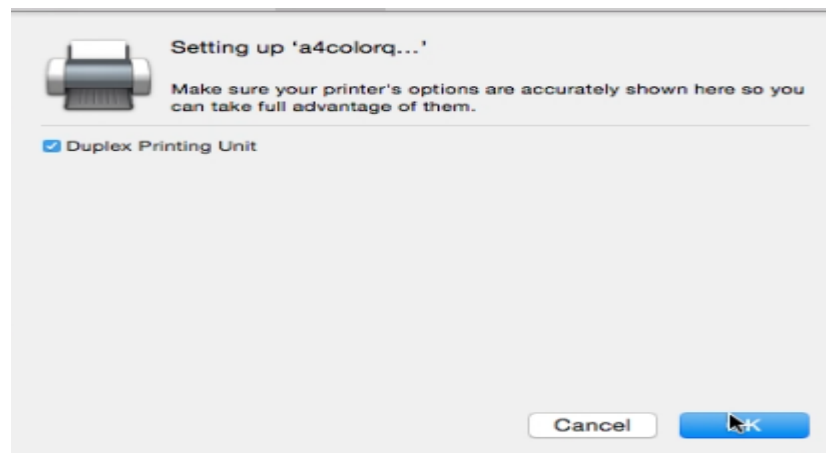 Setting up ‘a4colorq...’
Make sure your printer's options are accurately shown here so you
can take full advantage of them.
Duplex Printing Unit
Cancel
OK